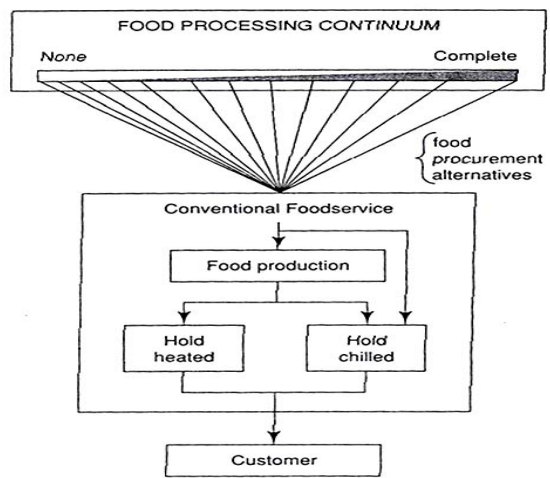 FOOD PROCESSING CONTINUUM
None
Complete
food
procurement
alternatives
Conventional Foodservice
Food production
Hold
heated
Hold
chilled
Customer